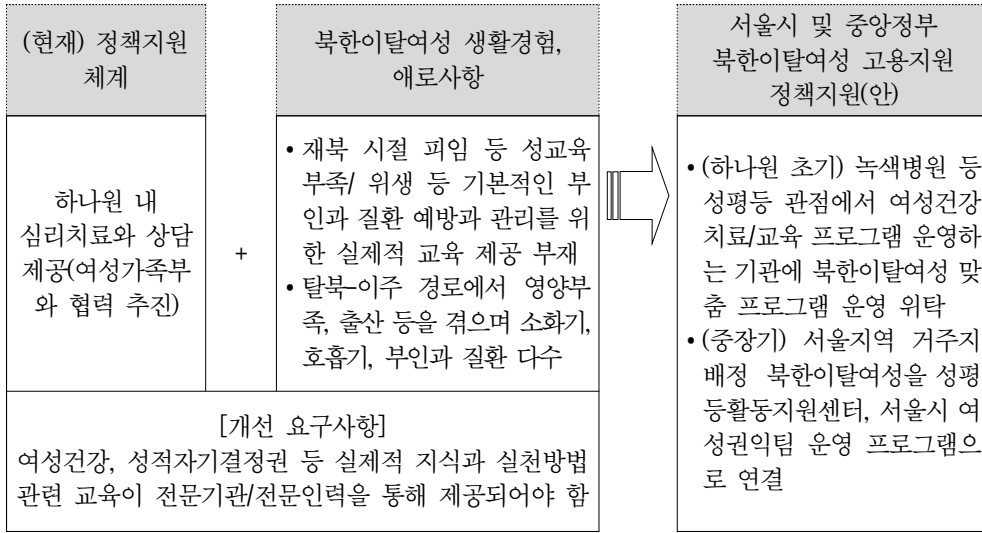 (현재) 정책지원
체계
북한이탈여성 생활경험,
애로사항
서울시 및 중앙정부
북한이탈여성 고용지원
정책지원(안)
하나원 내
심리치료와 상담
제공(여성가족부
와 협력 추진)
+
• 재북 시절 피임 등 성교육
부족/ 위생 등 기본적인 부
인과 질환 예방과 관리를 위
한 실제적 교육 제공 부재
• 탈북-이주 경로에서 영양부
족, 출산 등을 겪으며 소화기,
호흡기, 부인과 질환 다수
[개선 요구사항]
여성건강, 성적자기결정권 등 실제적 지식과 실천방법
관련 교육이 전문기관/전문인력을 통해 제공되어야 함
• (하나원 초기) 녹색병원 등
성평등 관점에서 여성건강
치료/교육 프로그램 운영하
는 기관에 북한이탈여성 맞
춤 프로그램 운영 위탁
• (중장기) 서울지역 거주지
배정 북한이탈여성을 성평
등활동지원센터, 서울시 여
성권익팀 운영 프로그램으
로 연결